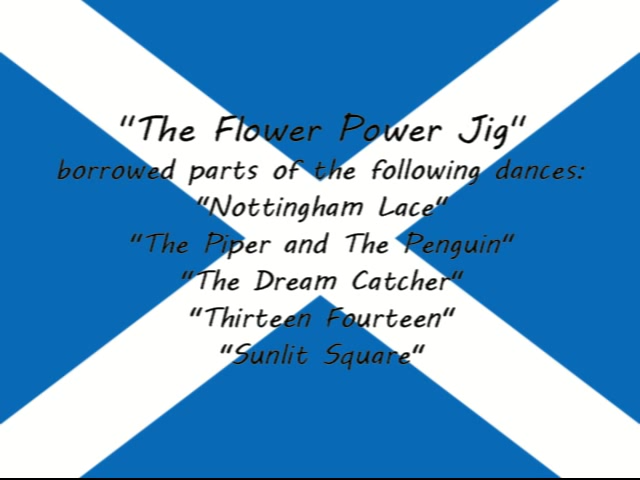 "The Flower Power Jig"
borrowed parts of the following dances:
"Nottingham Lace"
"The Piper and The Penguin"
"The Dream Catcher"
"Thirteen Fourteen"
"Sunlit Square"